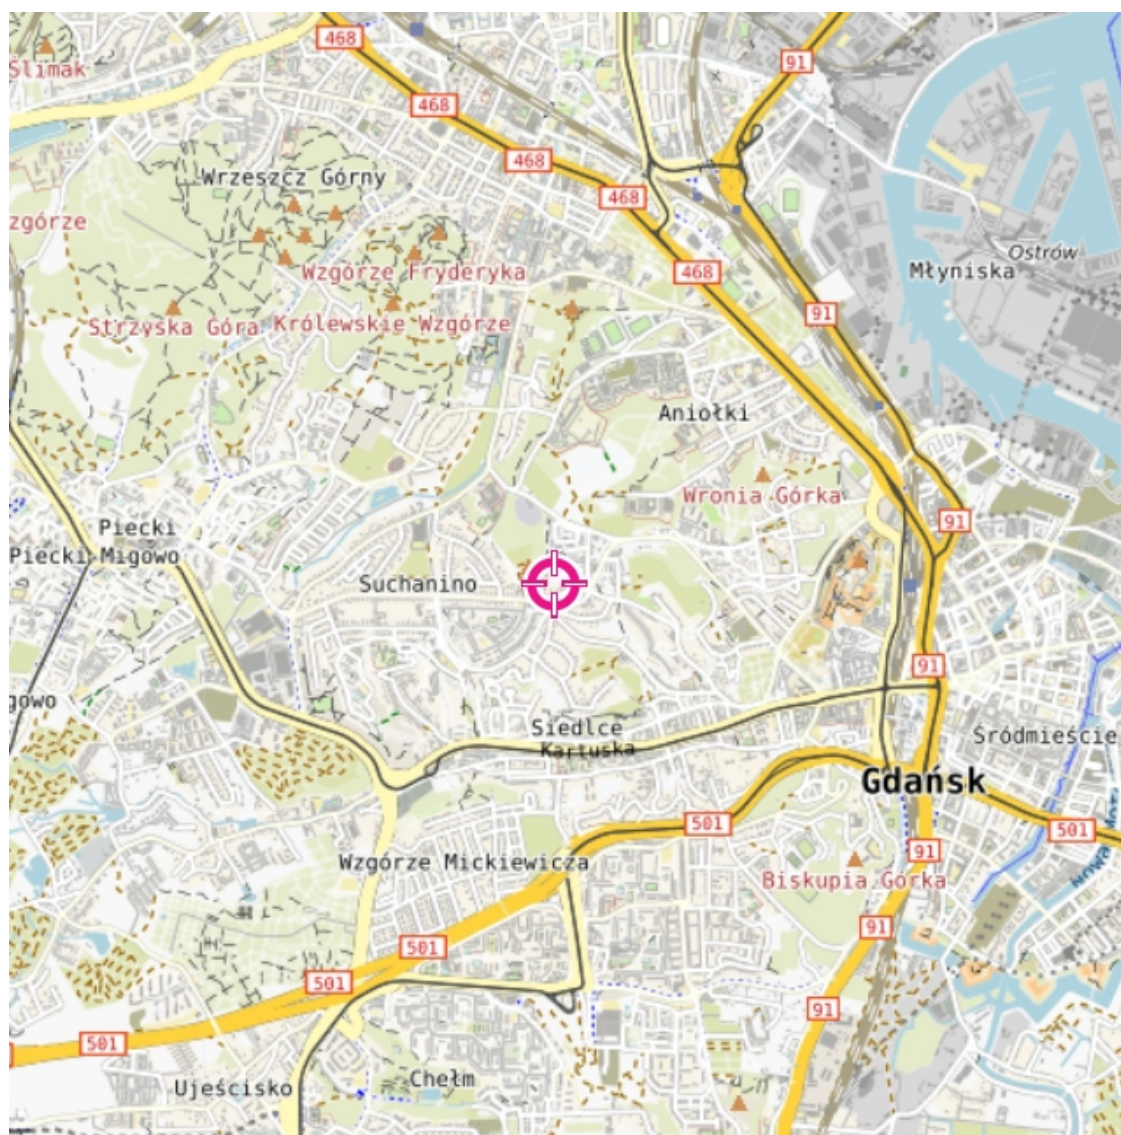 468
91
Ślimak
468
468
Wrzeszcz Górny
468
zgórze
Ostrów
Wzgórze Fryderyka
468
Młyniska
91
Strzyska Góra
Królewskie Wzgórze
Aniołki
Wronia Górka
91
Piecki
Piecki Migowo
Suchanino
91
gowo
Siedlce
Kartuska
Śródmieście
Gdańsk
501
501
91
Wzgórze Mickiewicza
Biskupia Górka
91
501
501
91
501
Ujeścisko
Chełm